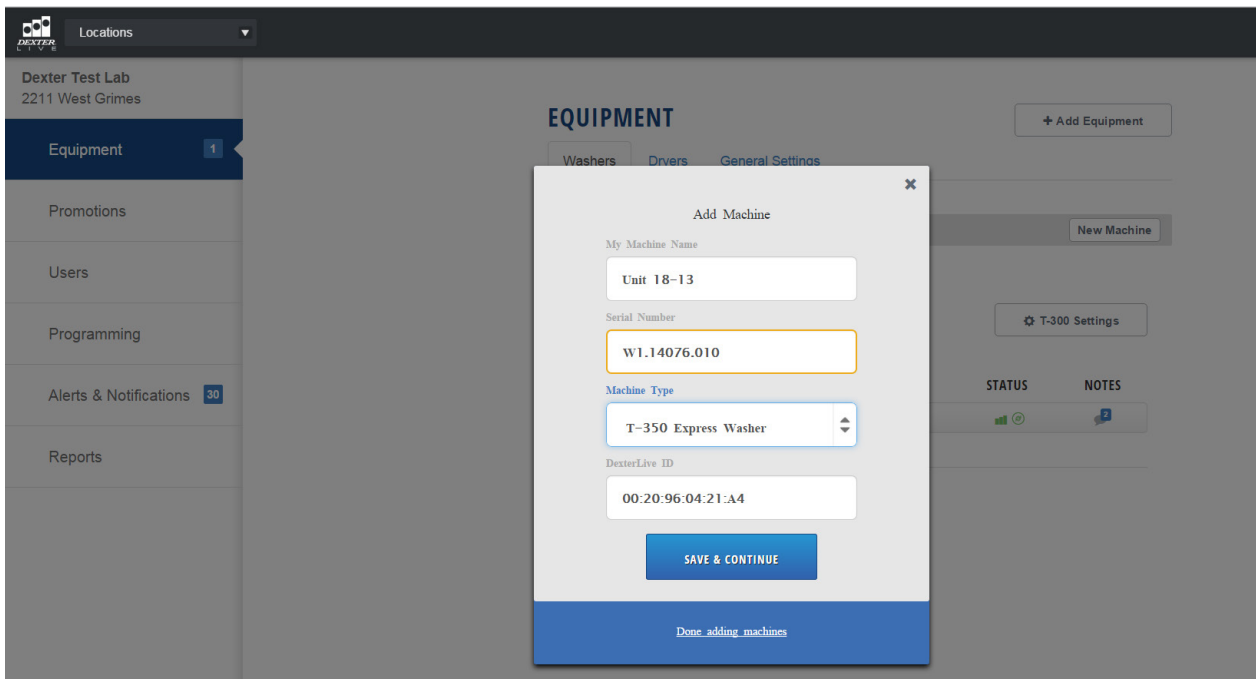 DEXTER
LIVE
Locations
Dexter Test Lab
2211 West Grimes
Equipment 1
Promotions
Users
Programming
Alerts & Notifications 30
Reports
EQUIPMENT
+ Add Equipment
Washers Dryers General Settings
New Machine
T-300 Settings
STATUS NOTES
2
Add Machine
My Machine Name
Unit 18-13
Serial Number
W1.14076.010
Machine Type
T-350 Express Washer
DexterLive ID
00:20:96:04:21:A4
SAVE & CONTINUE
Done adding machines